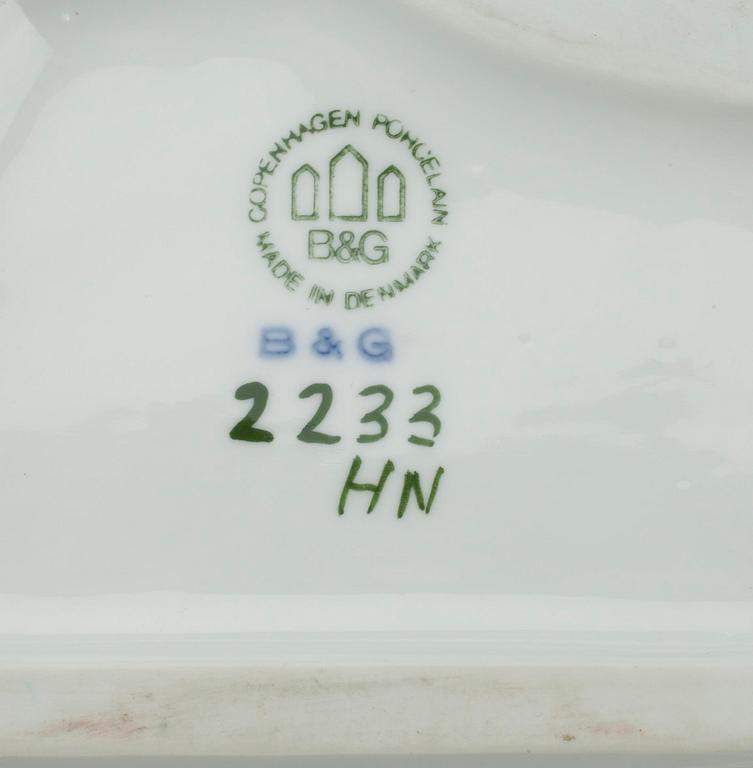 COPENHAGEN PORCELAIN
B&G
MADE IN DENMARK
B & G
2233
HN